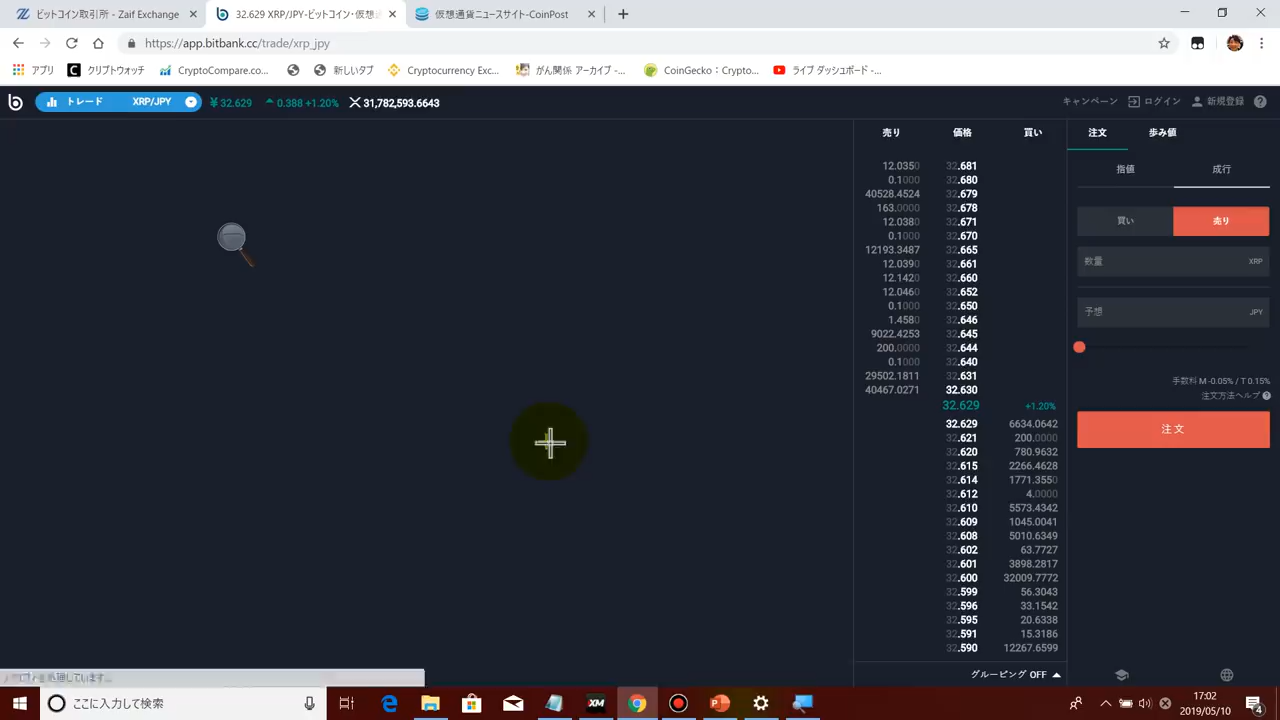 ビットコイン取引所 - Zaif Exchange
32.629 XRP/JPY-ビットコイン・仮想通
仮想通貨ニュースサイト-CoinPost
https://app.bitbank.cc/trade/xrp_jpy
アプリ
クリプトウォッチ
CryptoCompare.co...
新しいタブ
Cryptocurrency Exc...
がん関係 アーカイブ - ...
CoinGecko：Crypto...
ライブ ダッシュボード - ...
トレード XRP/JPY ¥32.629 0.388 +1.20% 31,782,593.6643
キャンペーン ログイン 新規登録
売り 価格 買い
注文 歩み値
指値 成行
買い 売り
数量 XRP
予想 JPY
手数料 M -0.05% / T 0.15%
注文方法ヘルプ
注文
12.0350 32.681
0.1000 32.680
40528.4524 32.679
163.0000 32.678
12.0380 32.671
0.1000 32.670
12193.3487 32.665
12.0390 32.661
12.1420 32.660
12.0460 32.652
0.1000 32.650
1.4580 32.646
9022.4253 32.645
200.0000 32.644
0.1000 32.640
29502.1811 32.631
40467.0271 32.630
32.629 +1.20%
32.629 6634.0642
32.621 200.0000
32.620 780.9632
32.615 2266.4628
32.614 1771.3550
32.612 4.0000
32.610 5573.4342
32.609 1045.0041
32.608 5010.6349
32.602 63.7727
32.601 3898.2817
32.600 32009.7772
32.599 56.3043
32.596 33.1542
32.595 20.6338
32.591 15.3186
32.590 12267.6599
グルーピング OFF
ここに入力して検索
XM
17:02
2019/05/10
4